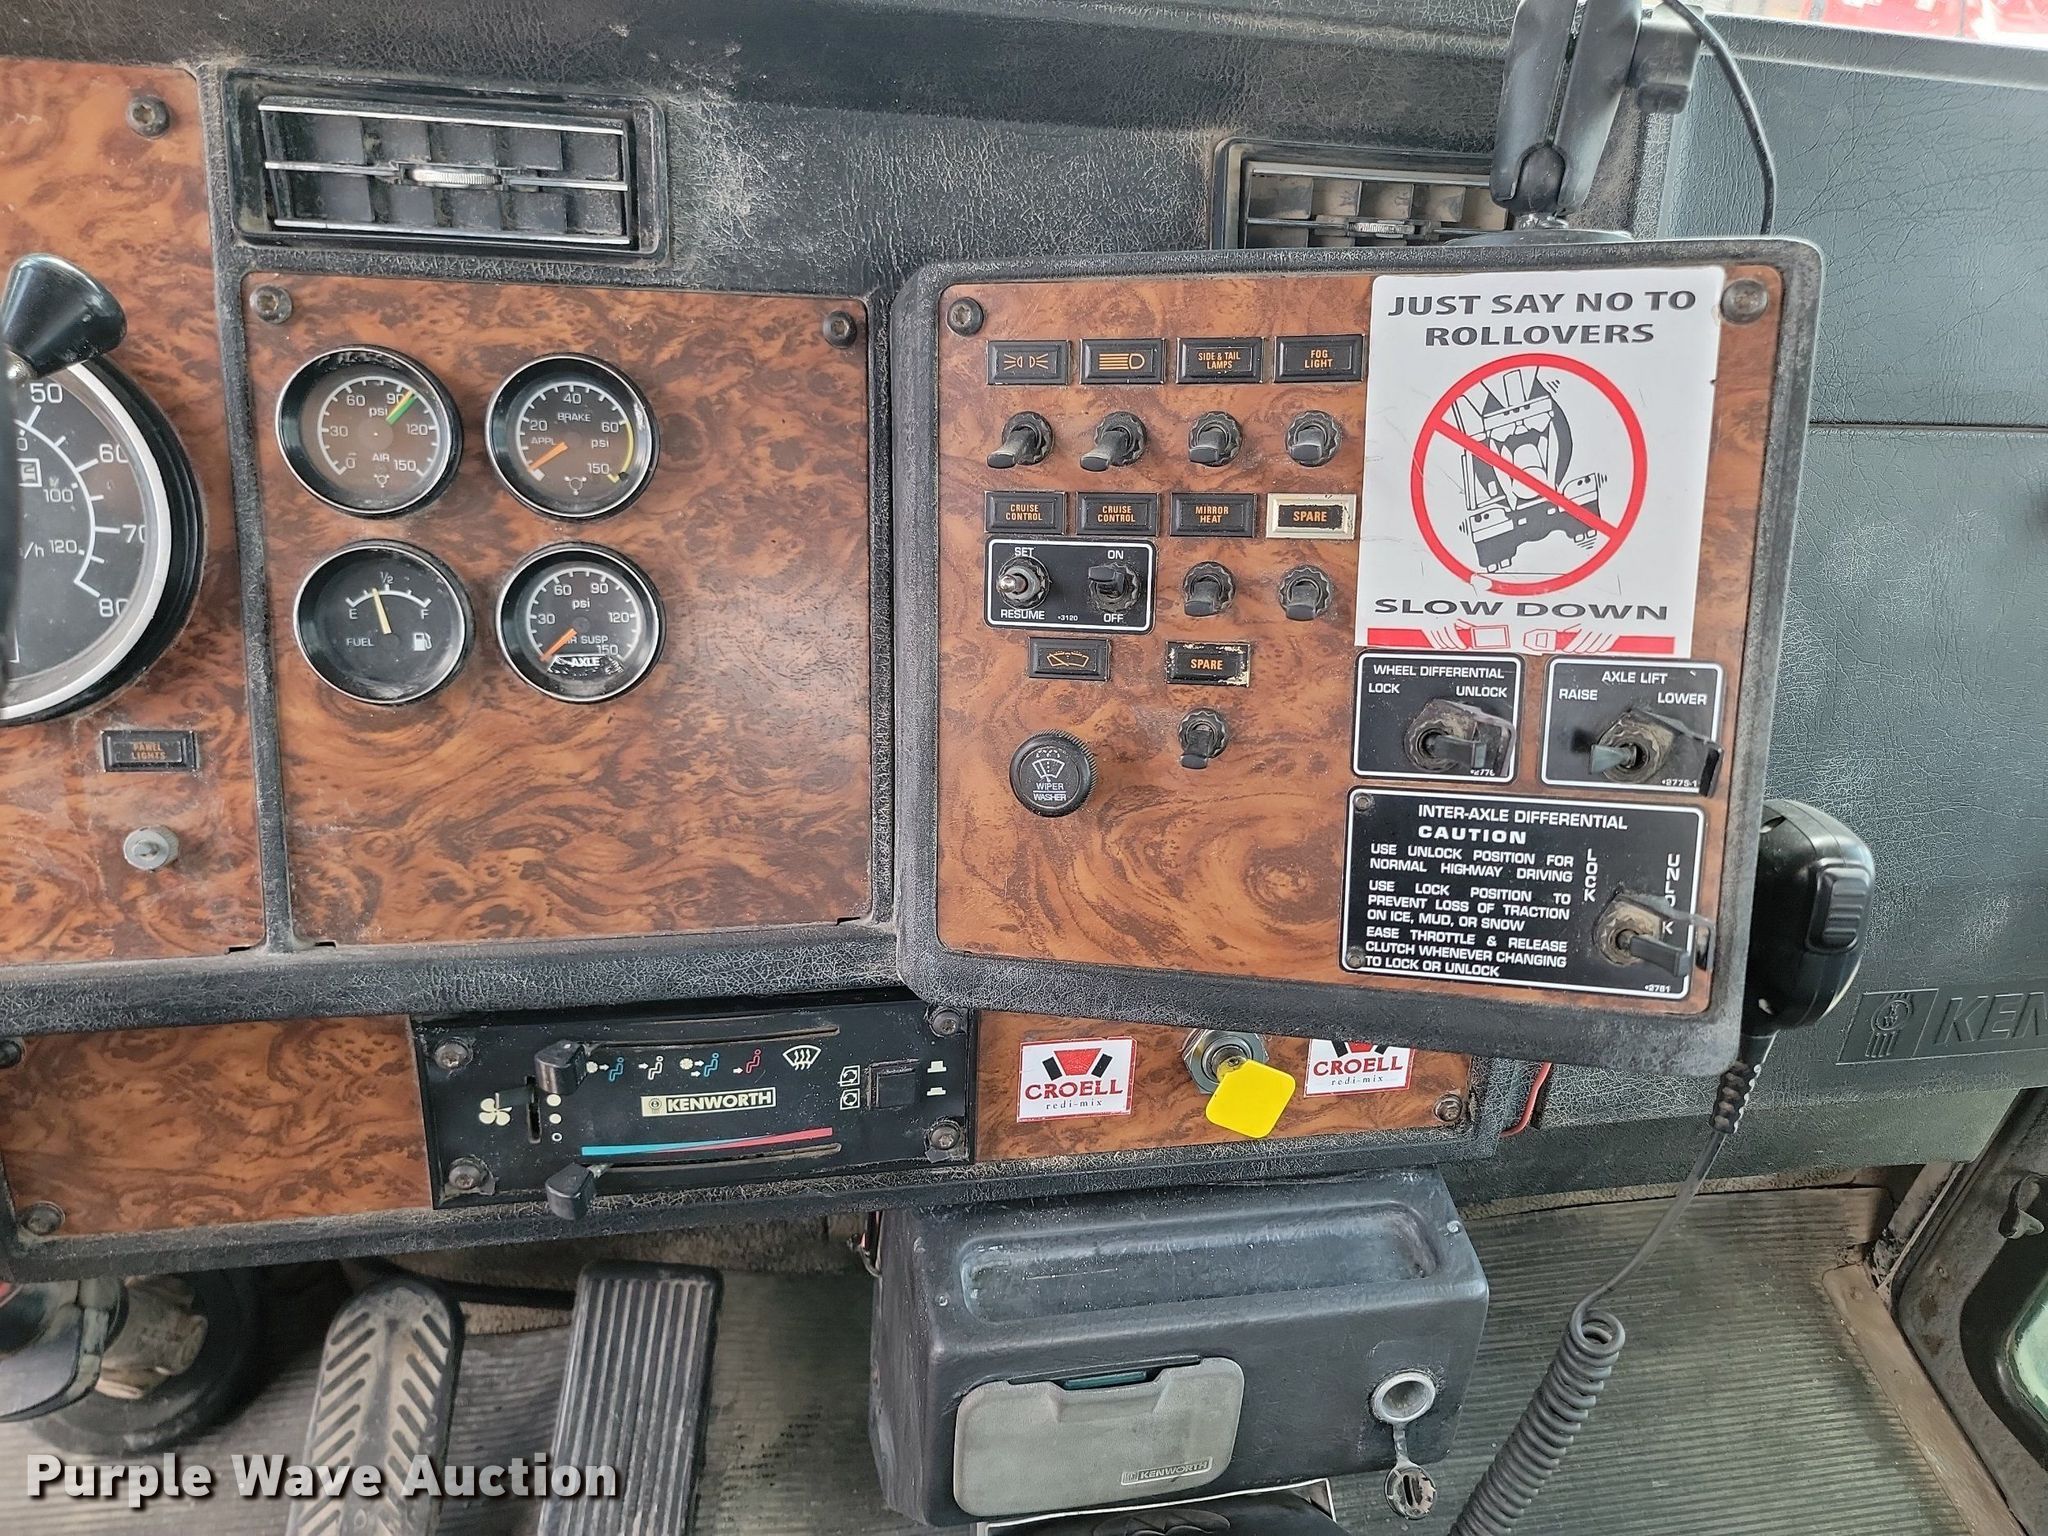 50
60
100
70
/h 120
80
PANEL
LIGHTS
60 90
psi
30 120
AIR
0 150
40
BRAKE
20 60
APPL psi
150
1/2
E F
FUEL
60 90
psi
30 120
SUSP
150
AXLE
SIDE & TAIL
LAMPS
FOG
LIGHT
CRUISE
CONTROL
CRUISE
CONTROL
MIRROR
HEAT
SPARE
SET ON
RESUME •3120 OFF
SPARE
WIPER
WASHER
JUST SAY NO TO
ROLLOVERS
SLOW DOWN
WHEEL DIFFERENTIAL
LOCK UNLOCK
AXLE LIFT
RAISE LOWER
•2775-1
INTER-AXLE DIFFERENTIAL
CAUTION
USE UNLOCK POSITION FOR
NORMAL HIGHWAY DRIVING
USE LOCK POSITION TO
PREVENT LOSS OF TRACTION
ON ICE, MUD, OR SNOW
EASE THROTTLE & RELEASE
CLUTCH WHENEVER CHANGING
TO LOCK OR UNLOCK
LOCK
UNLOCK
•2781
KEN
KENWORTH
CROELL
redi-mix
CROELL
redi-mix
KENWORTH
Purple Wave Auction